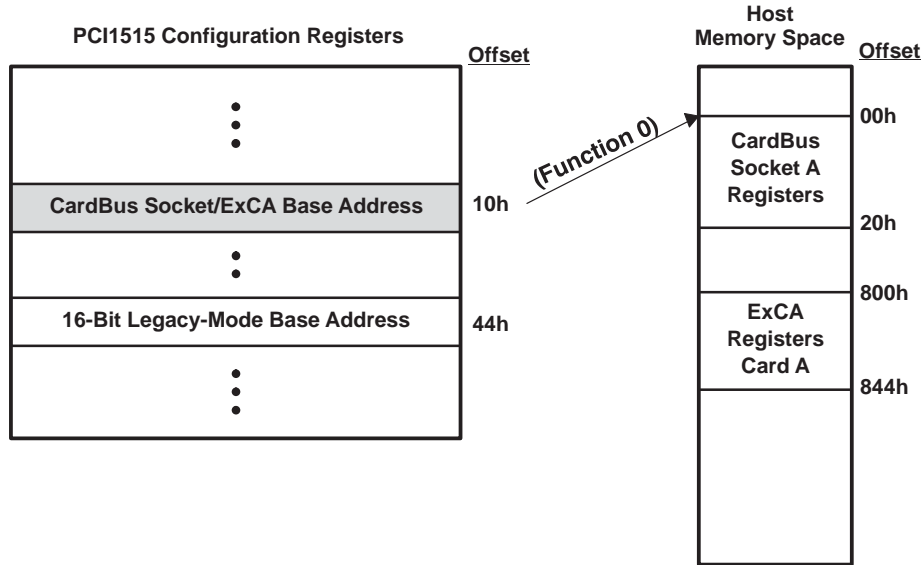 PCI1515 Configuration Registers
Offset
CardBus Socket/ExCA Base Address
10h
16-Bit Legacy-Mode Base Address
44h
(Function 0)
Host
Memory Space
Offset
00h
CardBus
Socket A
Registers
20h
800h
ExCA
Registers
Card A
844h